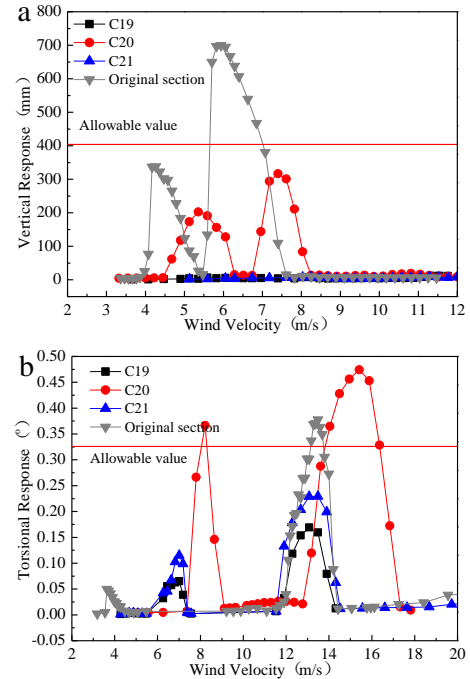 a
800
C19
C20
C21
Original section
700
600
500
400
300
200
100
0
Allowable value
Vertical Response (mm)
2 3 4 5 6 7 8 9 10 11 12
Wind Velocity (m/s)
b
0.50
C19
C20
C21
Original section
0.45
0.40
0.35
0.30
0.25
0.20
0.15
0.10
0.05
0.00
-0.05
Allowable value
Torsional Response (°)
4 6 8 10 12 14 16 18 20
Wind Velocity (m/s)